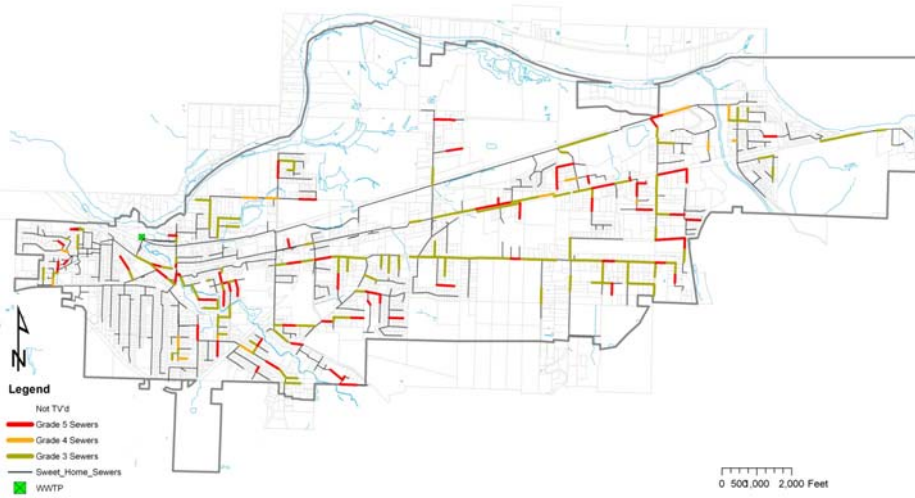 N
Legend
Not TV'd
Grade 5 Sewers
Grade 4 Sewers
Grade 3 Sewers
Sweet_Home_Sewers
WWTP
0 500 1,000 2,000 Feet